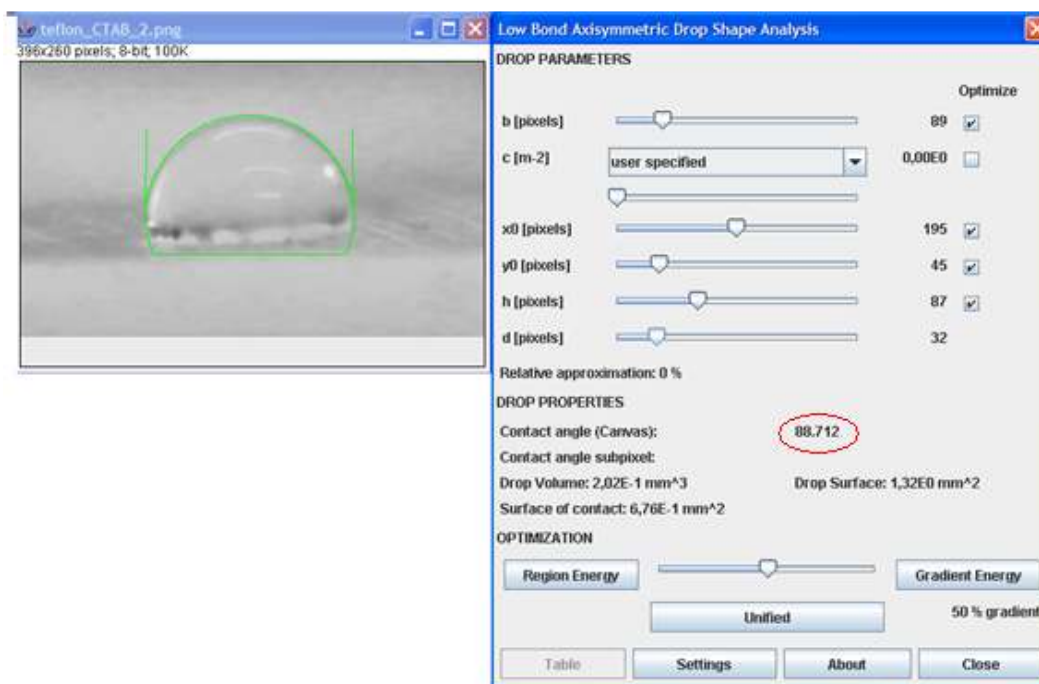 teflon_CTAB_2.png
396x260 pixels; 8-bit; 100K
Low Bond Axisymmetric Drop Shape Analysis
DROP PARAMETERS
Optimize
b [pixels] 89
c [m-2] user specified 0,00E0
x0 [pixels] 195
y0 [pixels] 45
h [pixels] 87
d [pixels] 32
Relative approximation: 0 %
DROP PROPERTIES
Contact angle (Canvas): 88.712
Contact angle subpixel:
Drop Volume: 2,02E-1 mm^3 Drop Surface: 1,32E0 mm^2
Surface of contact: 6,76E-1 mm^2
OPTIMIZATION
Region Energy Gradient Energy
Unified 50 % gradient
Table Settings About Close